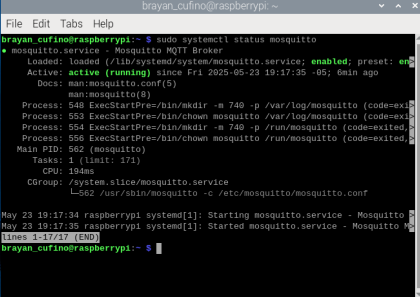 brayan_cufino@raspberrypi: ~
File Edit Tabs Help
brayan_cufino@raspberrypi:~ $ sudo systemctl status mosquitto
● mosquitto.service - Mosquitto MQTT Broker
Loaded: loaded (/lib/systemd/system/mosquitto.service; enabled; preset: en>
Active: active (running) since Fri 2025-05-23 19:17:35 -05; 6min ago
Docs: man:mosquitto.conf(5)
man:mosquitto(8)
Process: 548 ExecStartPre=/bin/mkdir -m 740 -p /var/log/mosquitto (code=exi>
Process: 553 ExecStartPre=/bin/chown mosquitto /var/log/mosquitto (code=exi>
Process: 554 ExecStartPre=/bin/mkdir -m 740 -p /run/mosquitto (code=exited,>
Process: 556 ExecStartPre=/bin/chown mosquitto /run/mosquitto (code=exited,>
Main PID: 562 (mosquitto)
Tasks: 1 (limit: 171)
CPU: 194ms
CGroup: /system.slice/mosquitto.service
└─562 /usr/sbin/mosquitto -c /etc/mosquitto/mosquitto.conf
May 23 19:17:34 raspberrypi systemd[1]: Starting mosquitto.service - Mosquitto >
May 23 19:17:35 raspberrypi systemd[1]: Started mosquitto.service - Mosquitto M>
lines 1-17/17 (END)
brayan_cufino@raspberrypi:~ $